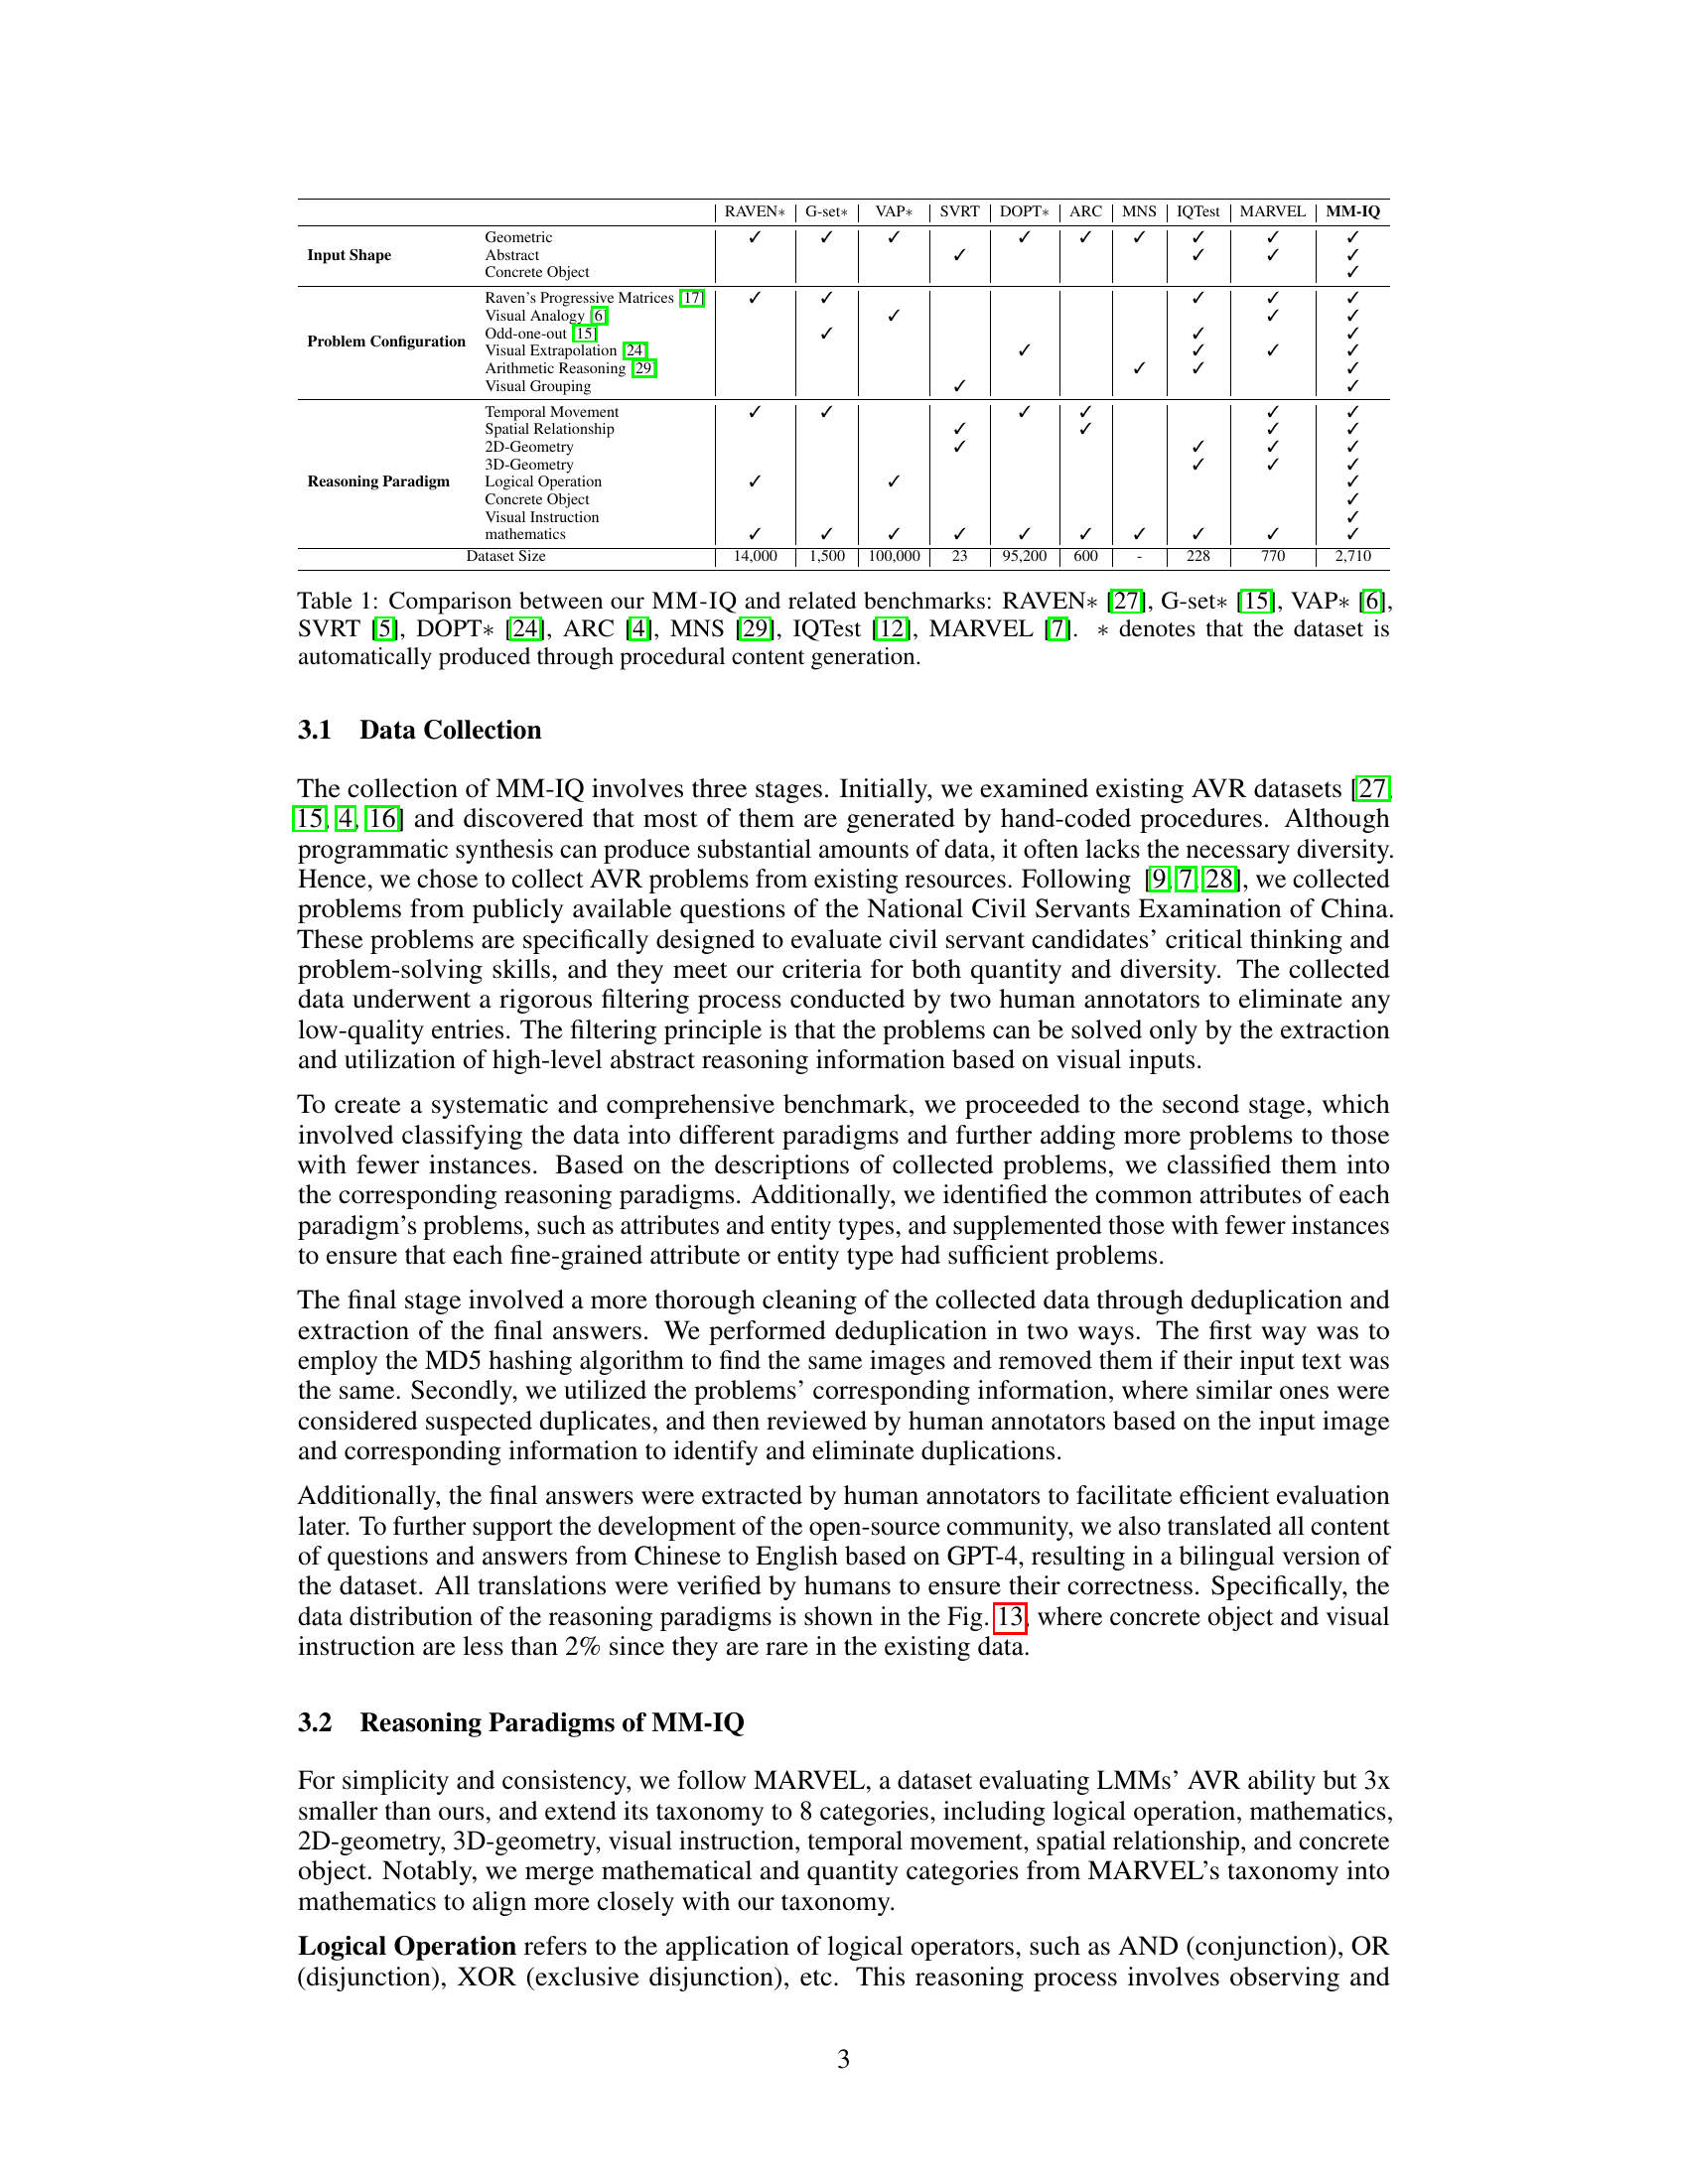 RAVEN∗ G-set∗ VAP∗ SVRT DOPT∗ ARC MNS IQTest MARVEL MM-IQ
Input Shape
Geometric ✓ ✓ ✓ ✓ ✓ ✓ ✓ ✓ ✓
Abstract ✓ ✓ ✓ ✓
Concrete Object ✓
Problem Configuration
Raven's Progressive Matrices [17] ✓ ✓ ✓ ✓ ✓
Visual Analogy [6] ✓ ✓ ✓
Odd-one-out [15] ✓ ✓ ✓
Visual Extrapolation [24] ✓ ✓ ✓ ✓
Arithmetic Reasoning [29] ✓ ✓ ✓
Visual Grouping ✓ ✓
Reasoning Paradigm
Temporal Movement ✓ ✓ ✓ ✓ ✓ ✓
Spatial Relationship ✓ ✓ ✓ ✓
2D-Geometry ✓ ✓ ✓ ✓
3D-Geometry ✓ ✓ ✓
Logical Operation ✓ ✓ ✓
Concrete Object ✓
Visual Instruction ✓
mathematics ✓ ✓ ✓ ✓ ✓ ✓ ✓ ✓ ✓ ✓
Dataset Size 14,000 1,500 100,000 23 95,200 600 - 228 770 2,710
Table 1: Comparison between our MM-IQ and related benchmarks: RAVEN∗ [27], G-set∗ [15], VAP∗ [6],
SVRT [5], DOPT∗ [24], ARC [4], MNS [29], IQTest [12], MARVEL [7]. ∗ denotes that the dataset is
automatically produced through procedural content generation.
3.1 Data Collection
The collection of MM-IQ involves three stages. Initially, we examined existing AVR datasets [27,
15, 4, 16] and discovered that most of them are generated by hand-coded procedures. Although
programmatic synthesis can produce substantial amounts of data, it often lacks the necessary diversity.
Hence, we chose to collect AVR problems from existing resources. Following [9, 7, 28], we collected
problems from publicly available questions of the National Civil Servants Examination of China.
These problems are specifically designed to evaluate civil servant candidates' critical thinking and
problem-solving skills, and they meet our criteria for both quantity and diversity. The collected
data underwent a rigorous filtering process conducted by two human annotators to eliminate any
low-quality entries. The filtering principle is that the problems can be solved only by the extraction
and utilization of high-level abstract reasoning information based on visual inputs.
To create a systematic and comprehensive benchmark, we proceeded to the second stage, which
involved classifying the data into different paradigms and further adding more problems to those
with fewer instances. Based on the descriptions of collected problems, we classified them into
the corresponding reasoning paradigms. Additionally, we identified the common attributes of each
paradigm's problems, such as attributes and entity types, and supplemented those with fewer instances
to ensure that each fine-grained attribute or entity type had sufficient problems.
The final stage involved a more thorough cleaning of the collected data through deduplication and
extraction of the final answers. We performed deduplication in two ways. The first way was to
employ the MD5 hashing algorithm to find the same images and removed them if their input text was
the same. Secondly, we utilized the problems' corresponding information, where similar ones were
considered suspected duplicates, and then reviewed by human annotators based on the input image
and corresponding information to identify and eliminate duplications.
Additionally, the final answers were extracted by human annotators to facilitate efficient evaluation
later. To further support the development of the open-source community, we also translated all content
of questions and answers from Chinese to English based on GPT-4, resulting in a bilingual version of
the dataset. All translations were verified by humans to ensure their correctness. Specifically, the
data distribution of the reasoning paradigms is shown in the Fig. 13, where concrete object and visual
instruction are less than 2% since they are rare in the existing data.
3.2 Reasoning Paradigms of MM-IQ
For simplicity and consistency, we follow MARVEL, a dataset evaluating LMMs' AVR ability but 3x
smaller than ours, and extend its taxonomy to 8 categories, including logical operation, mathematics,
2D-geometry, 3D-geometry, visual instruction, temporal movement, spatial relationship, and concrete
object. Notably, we merge mathematical and quantity categories from MARVEL's taxonomy into
mathematics to align more closely with our taxonomy.
Logical Operation refers to the application of logical operators, such as AND (conjunction), OR
(disjunction), XOR (exclusive disjunction), etc. This reasoning process involves observing and
3